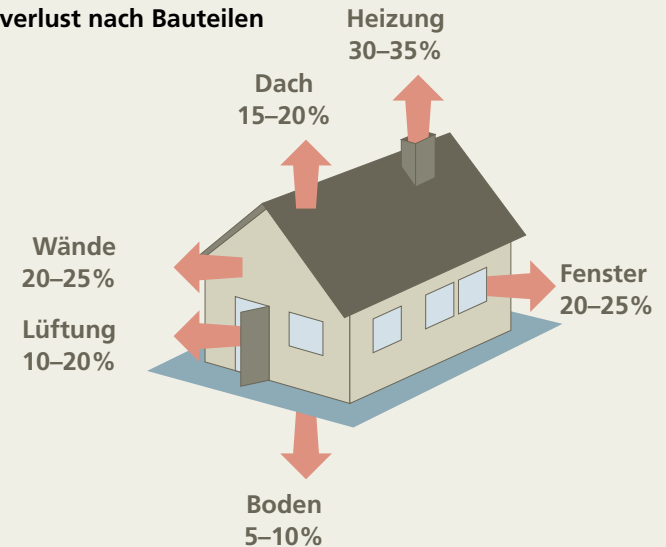 verlust nach Bauteilen
Heizung
30–35%
Dach
15–20%
Wände
20–25%
Fenster
20–25%
Lüftung
10–20%
Boden
5–10%